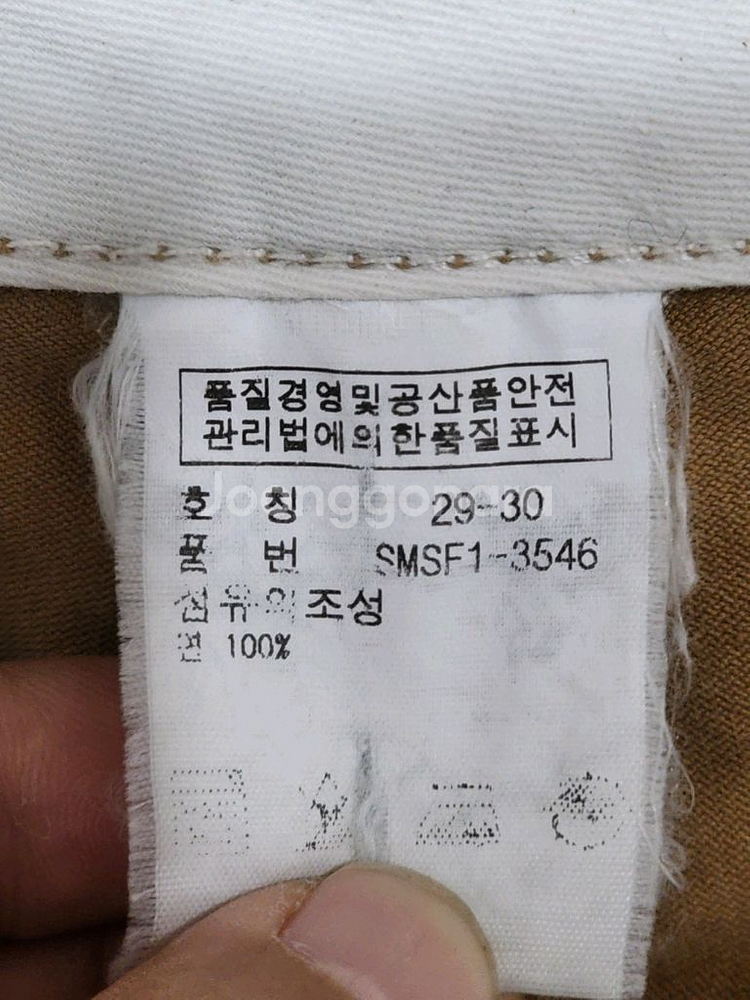 품질경영및공산품안전
관리법에의한품질표시
Joonggonara
호 칭 29-30
품 번 SMSF1-3546
섬유의조성
면 100%